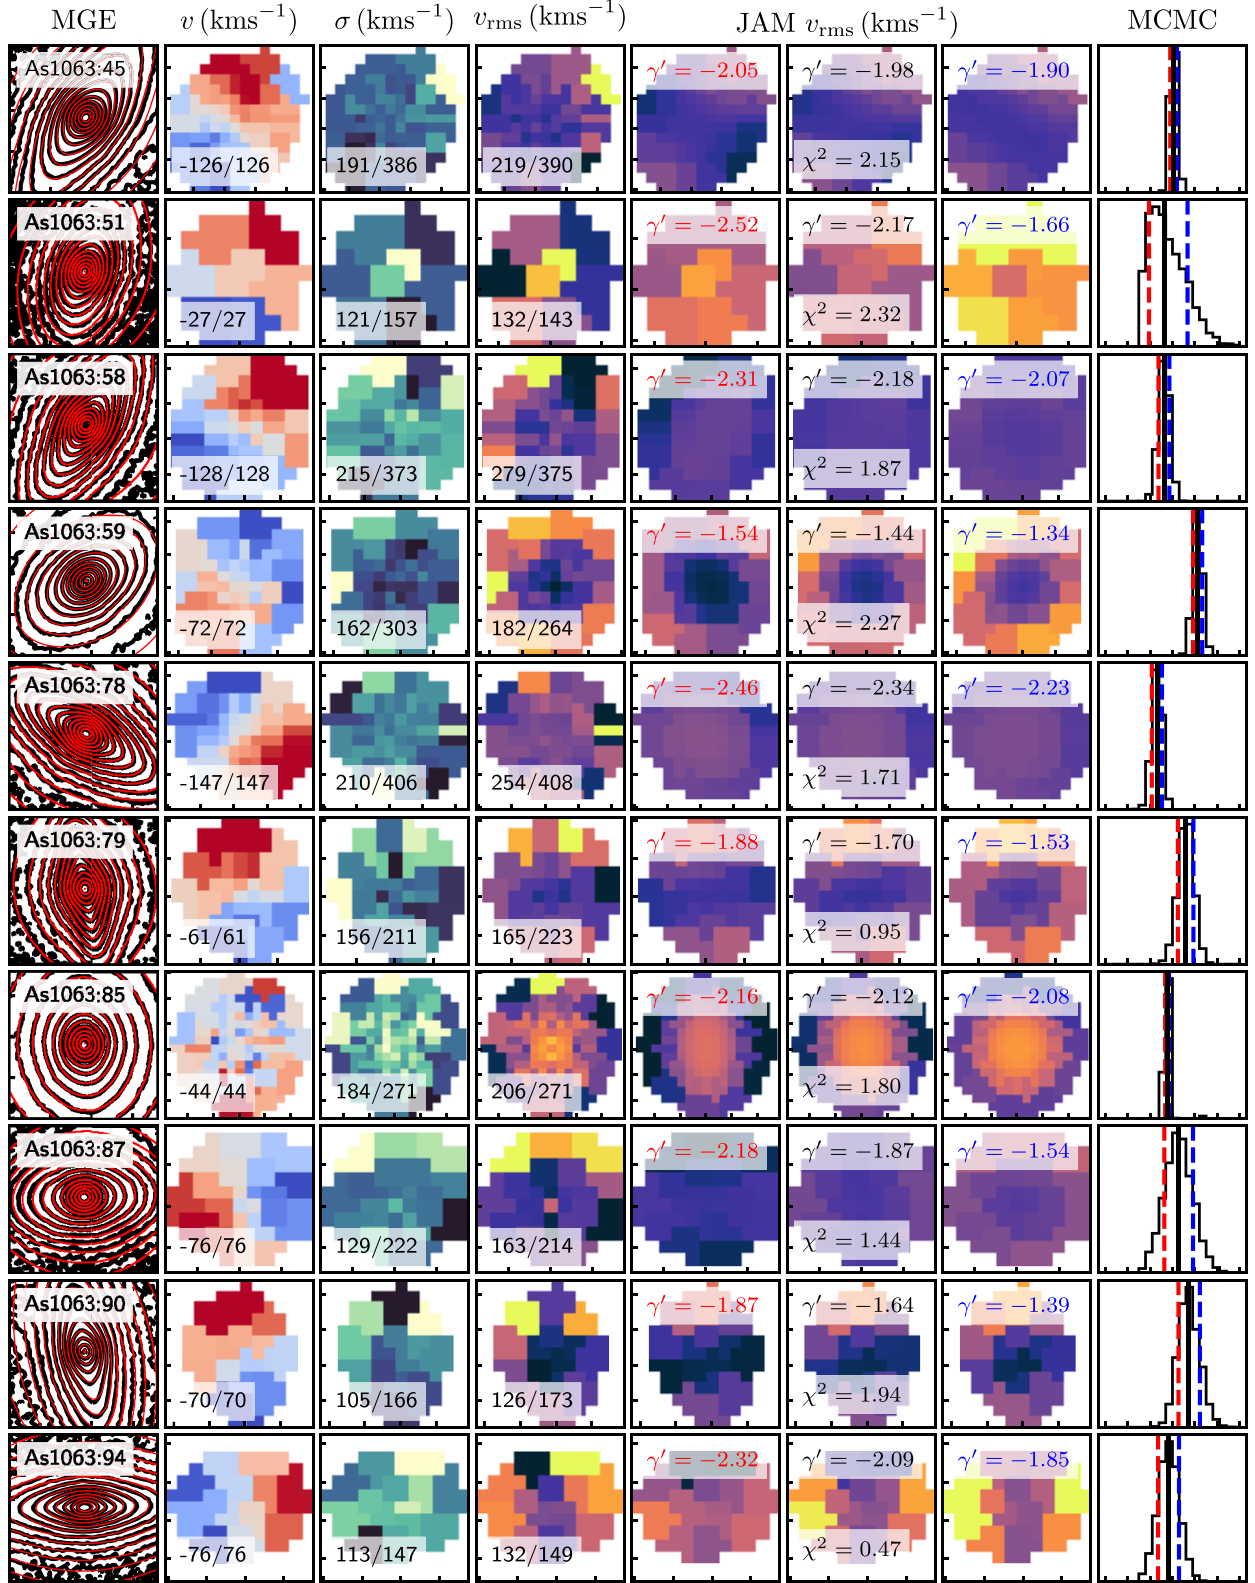 MGE v (kms⁻¹) σ (kms⁻¹) v_rms (kms⁻¹) JAM v_rms (kms⁻¹) MCMC
As1063:45 -126/126 191/386 219/390 γ′ = −2.05 γ′ = −1.98 χ² = 2.15 γ′ = −1.90
As1063:51 -27/27 121/157 132/143 γ′ = −2.52 γ′ = −2.17 χ² = 2.32 γ′ = −1.66
As1063:58 -128/128 215/373 279/375 γ′ = −2.31 γ′ = −2.18 χ² = 1.87 γ′ = −2.07
As1063:59 -72/72 162/303 182/264 γ′ = −1.54 γ′ = −1.44 χ² = 2.27 γ′ = −1.34
As1063:78 -147/147 210/406 254/408 γ′ = −2.46 γ′ = −2.34 χ² = 1.71 γ′ = −2.23
As1063:79 -61/61 156/211 165/223 γ′ = −1.88 γ′ = −1.70 χ² = 0.95 γ′ = −1.53
As1063:85 -44/44 184/271 206/271 γ′ = −2.16 γ′ = −2.12 χ² = 1.80 γ′ = −2.08
As1063:87 -76/76 129/222 163/214 γ′ = −2.18 γ′ = −1.87 χ² = 1.44 γ′ = −1.54
As1063:90 -70/70 105/166 126/173 γ′ = −1.87 γ′ = −1.64 χ² = 1.94 γ′ = −1.39
As1063:94 -76/76 113/147 132/149 γ′ = −2.32 γ′ = −2.09 χ² = 0.47 γ′ = −1.85